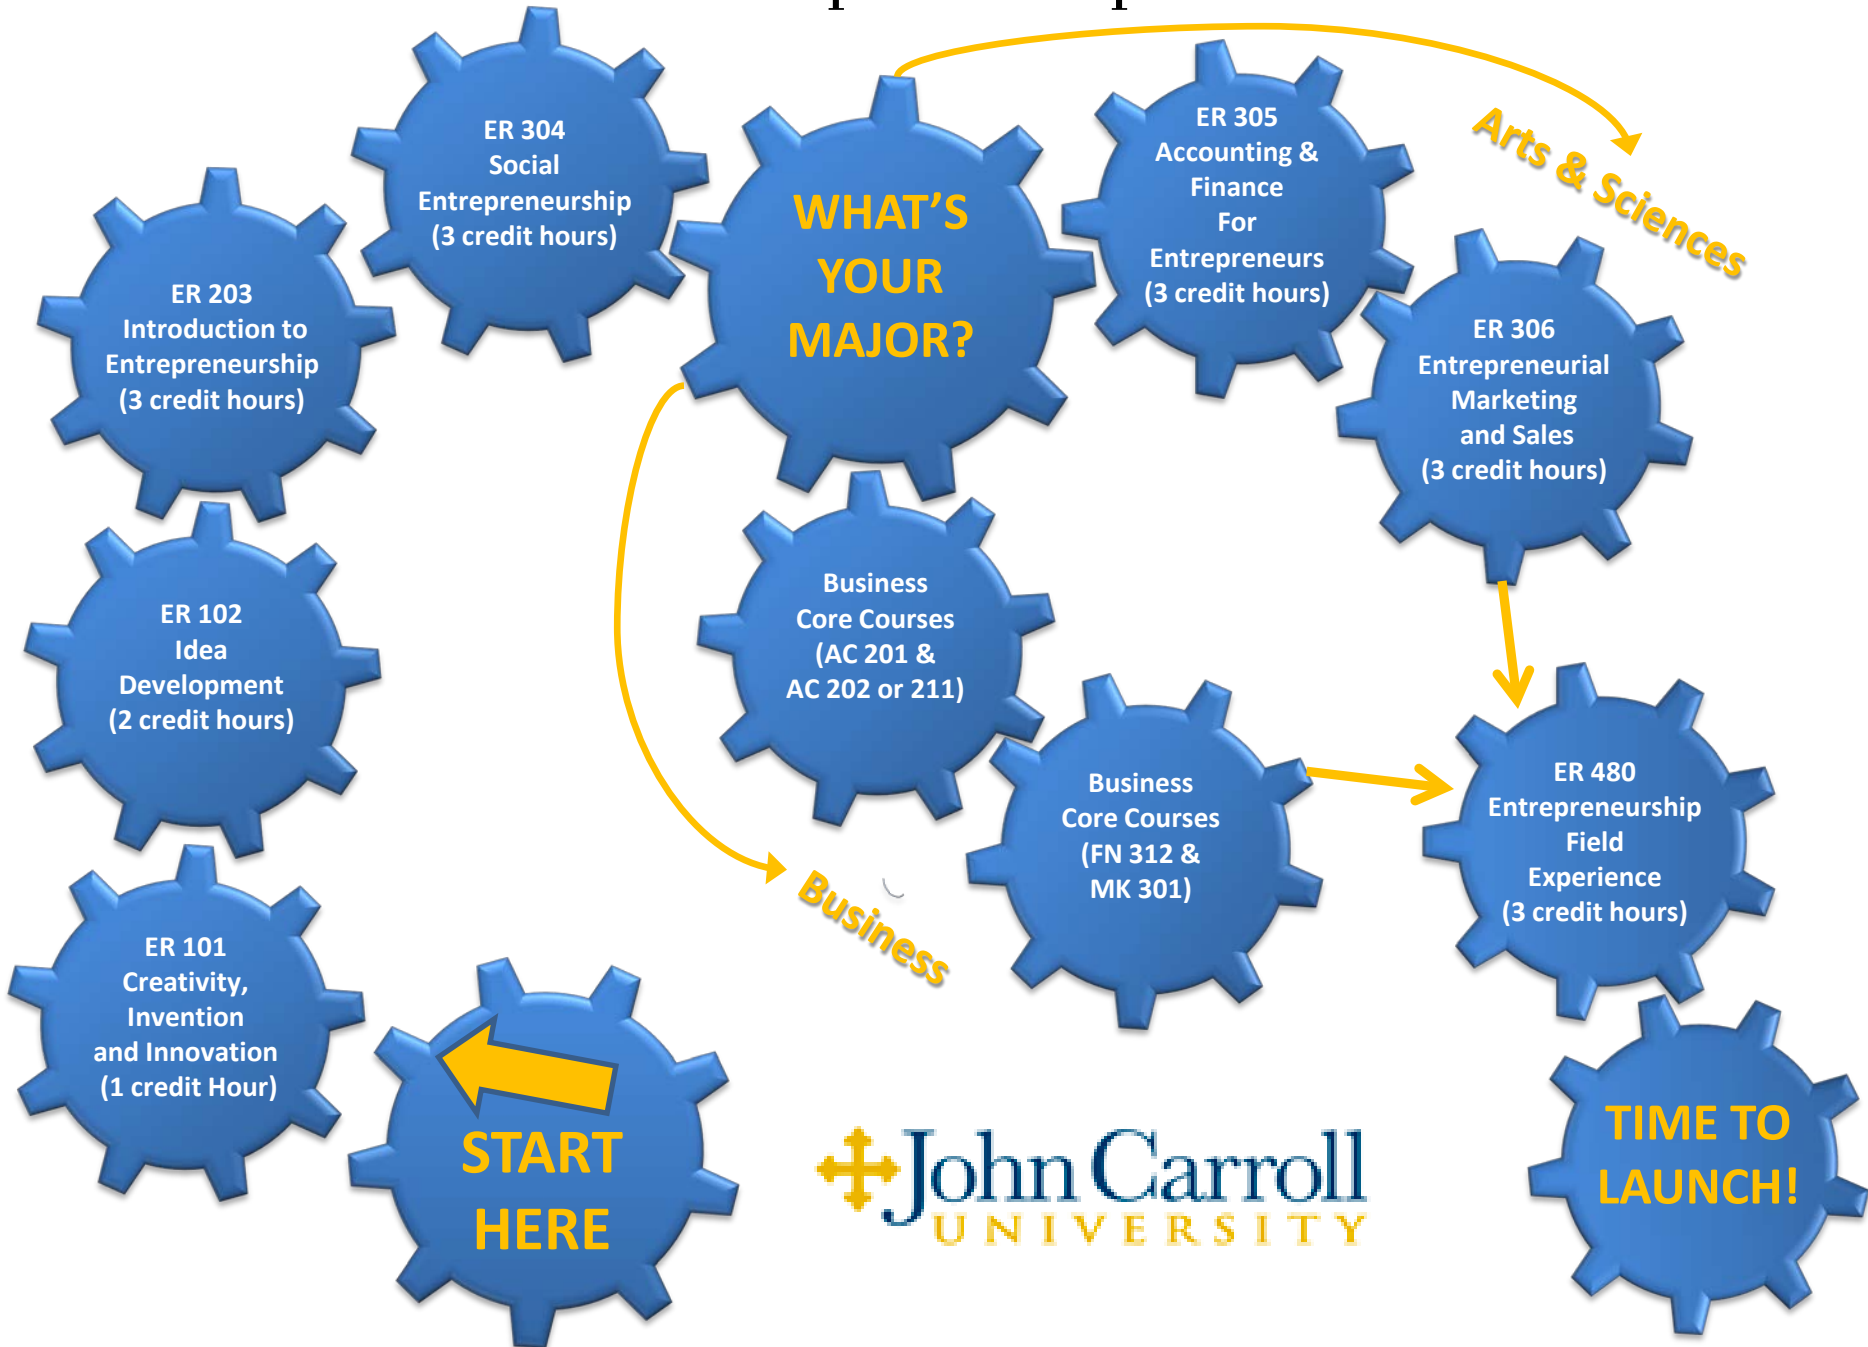 START
HERE
ER 101
Creativity,
Invention
and Innovation
(1 credit Hour)
ER 102
Idea
Development
(2 credit hours)
ER 203
Introduction to
Entrepreneurship
(3 credit hours)
ER 304
Social
Entrepreneurship
(3 credit hours)
WHAT'S
YOUR
MAJOR?
Arts & Sciences
ER 305
Accounting &
Finance
For
Entrepreneurs
(3 credit hours)
ER 306
Entrepreneurial
Marketing
and Sales
(3 credit hours)
Business
Business
Core Courses
(AC 201 &
AC 202 or 211)
Business
Core Courses
(FN 312 &
MK 301)
ER 480
Entrepreneurship
Field
Experience
(3 credit hours)
TIME TO
LAUNCH!
John Carroll
UNIVERSITY